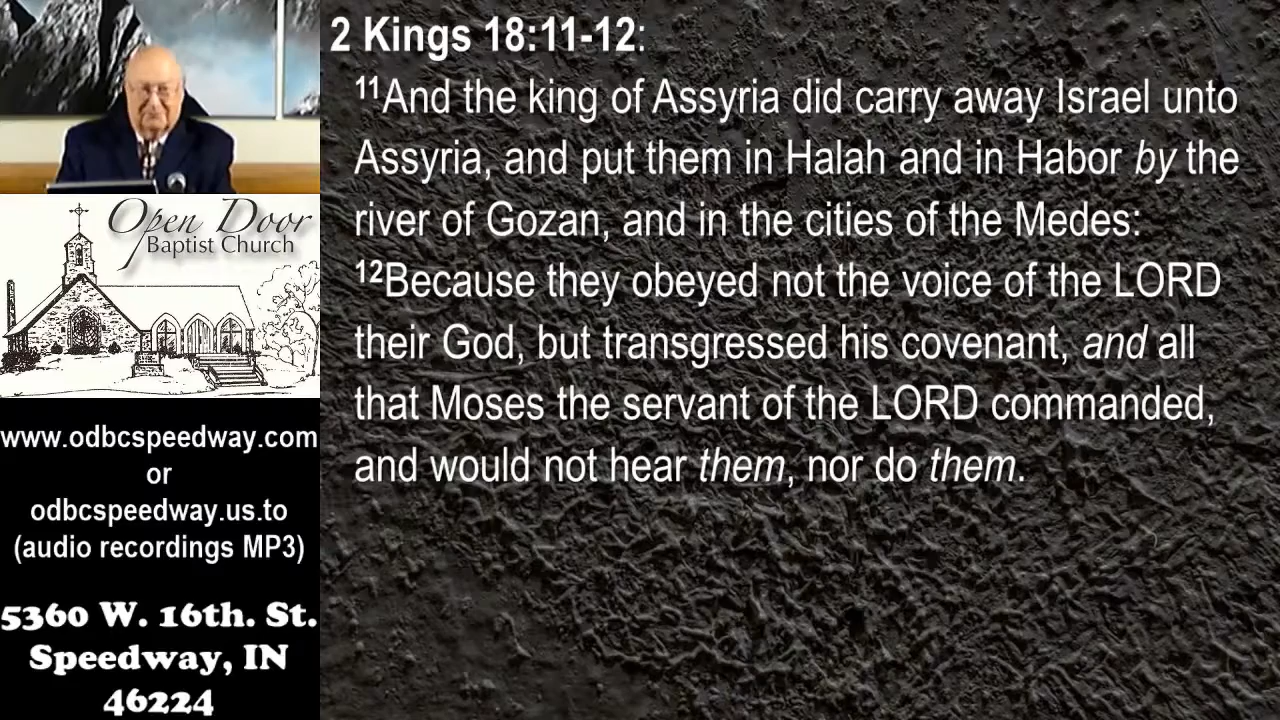 2 Kings 18:11-12:
11And the king of Assyria did carry away Israel unto
Assyria, and put them in Halah and in Habor by the
river of Gozan, and in the cities of the Medes:
12Because they obeyed not the voice of the LORD
their God, but transgressed his covenant, and all
that Moses the servant of the LORD commanded,
and would not hear them, nor do them.
Open Door
Baptist Church
www.odbcspeedway.com
or
odbcspeedway.us.to
(audio recordings MP3)
5360 W. 16th. St.
Speedway, IN
46224